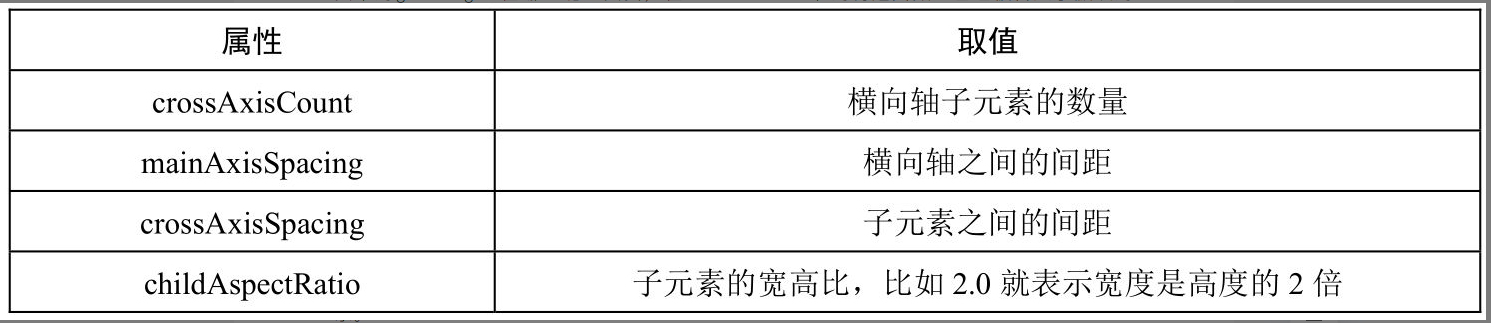 属性 取值
crossAxisCount 横向轴子元素的数量
mainAxisSpacing 横向轴之间的间距
crossAxisSpacing 子元素之间的间距
childAspectRatio 子元素的宽高比，比如 2.0 就表示宽度是高度的 2 倍